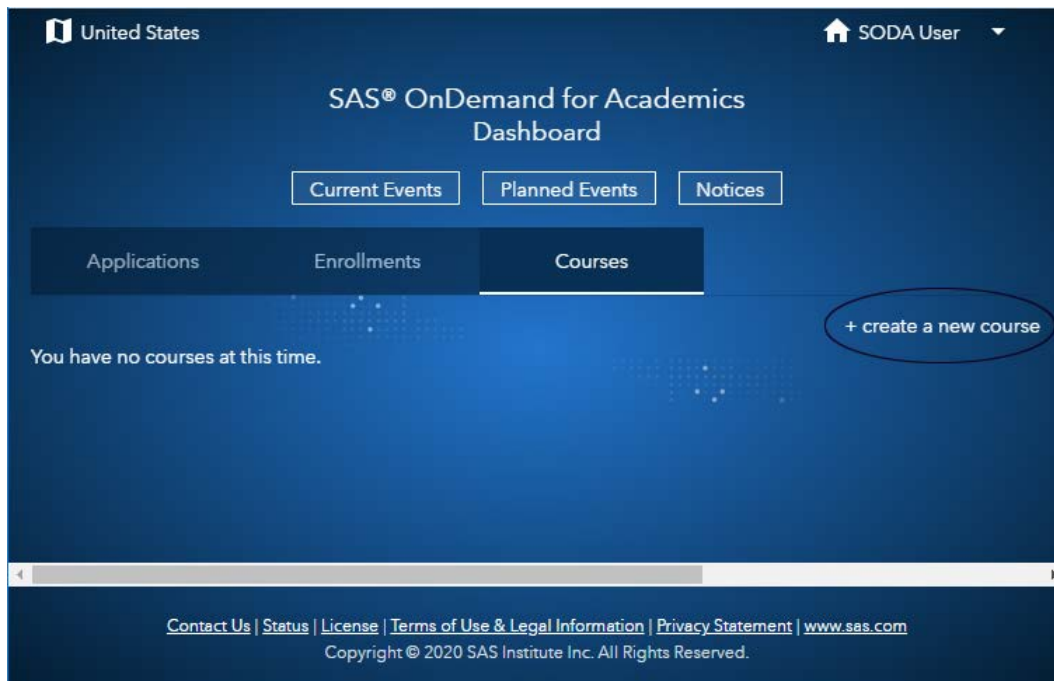 United States
SODA User
SAS® OnDemand for Academics
Dashboard
Current Events
Planned Events
Notices
Applications
Enrollments
Courses
+ create a new course
You have no courses at this time.
Contact Us | Status | License | Terms of Use & Legal Information | Privacy Statement | www.sas.com
Copyright © 2020 SAS Institute Inc. All Rights Reserved.